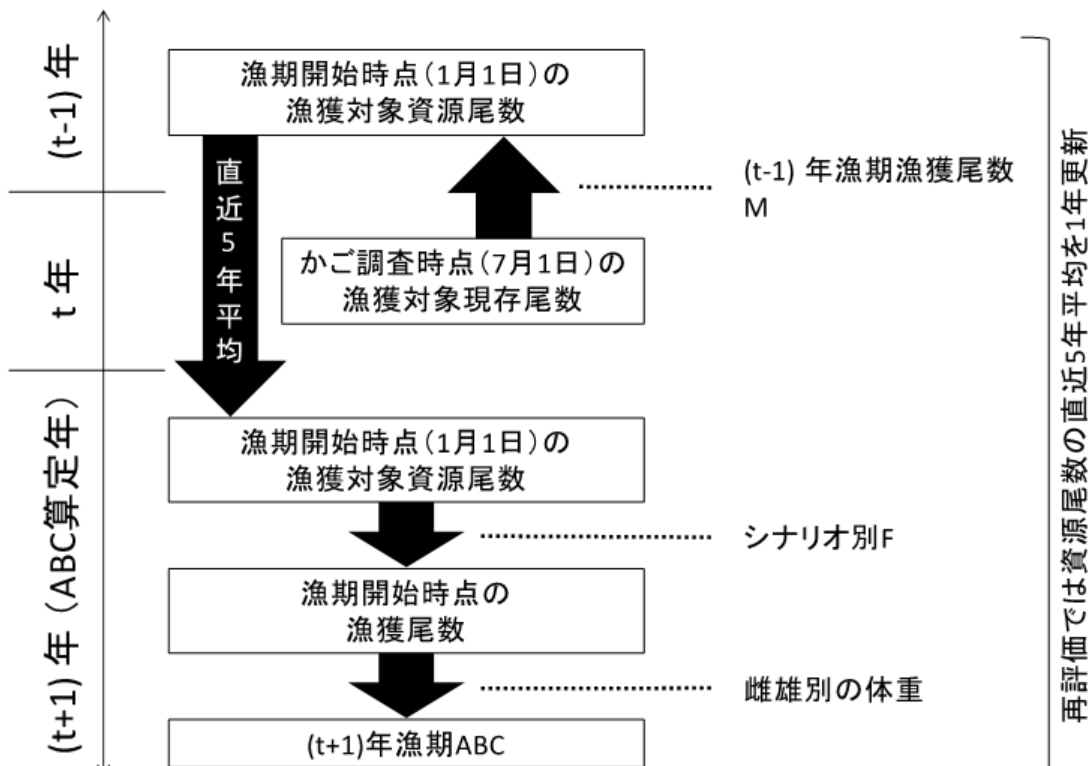 (t-1) 年
漁期開始時点(1月1日)の
漁獲対象資源尾数
直近5年平均
(t-1) 年漁期漁獲尾数
M
t 年
かご調査時点(7月1日)の
漁獲対象現存尾数
(t+1) 年(ABC算定年)
漁期開始時点(1月1日)の
漁獲対象資源尾数
シナリオ別F
漁期開始時点の
漁獲尾数
雌雄別の体重
(t+1)年漁期ABC
再評価では資源尾数の直近5年平均を1年更新